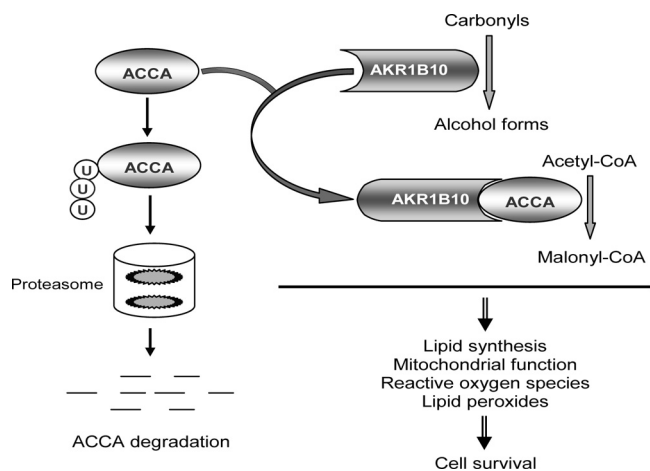 Carbonyls
ACCA
AKR1B10
Alcohol forms
ACCA
U
U
U
Acetyl-CoA
AKR1B10
ACCA
Malonyl-CoA
Proteasome
Lipid synthesis
Mitochondrial function
Reactive oxygen species
Lipid peroxides
ACCA degradation
Cell survival